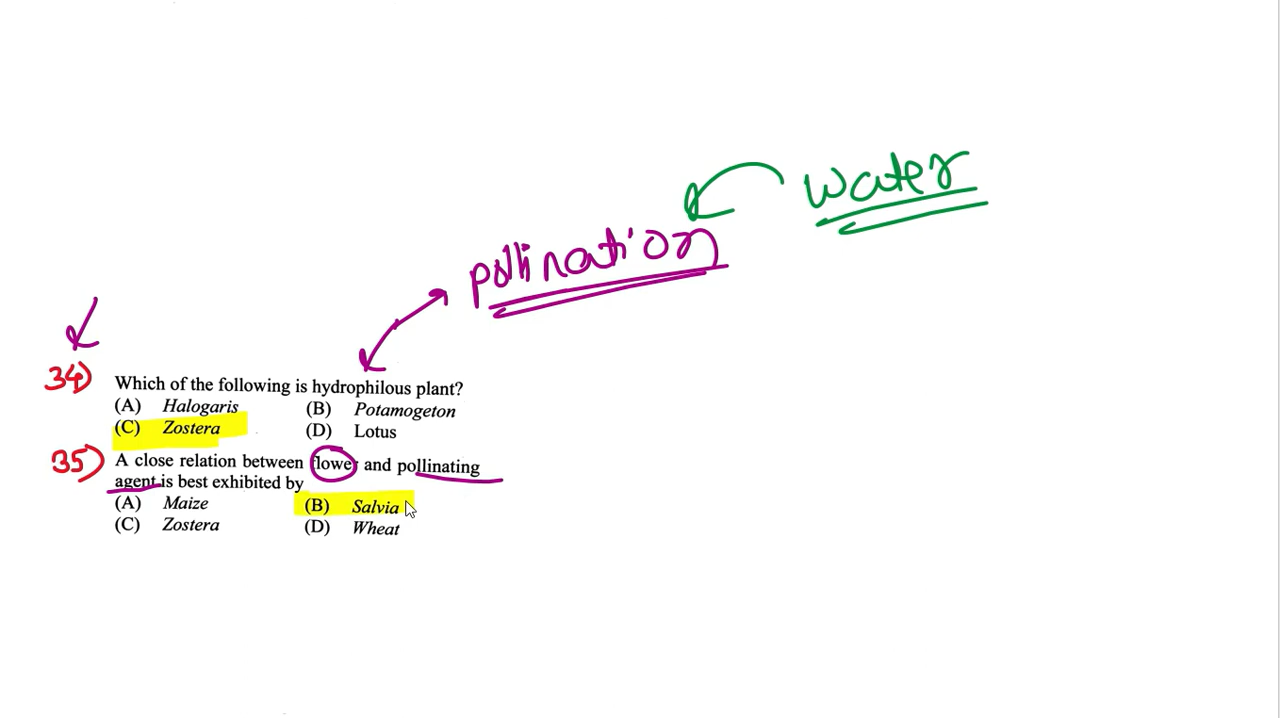 water
pollination
34) Which of the following is hydrophilous plant?
(A) Halogaris (B) Potamogeton
(C) Zostera (D) Lotus
35) A close relation between flower and pollinating
agent is best exhibited by
(A) Maize (B) Salvia
(C) Zostera (D) Wheat